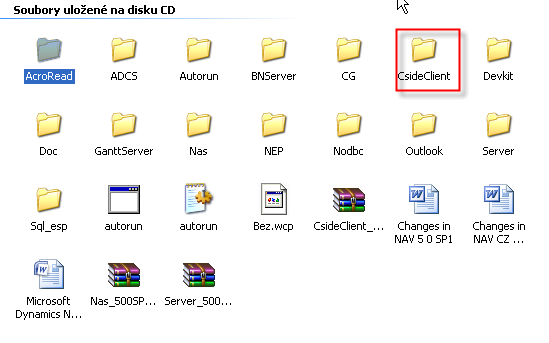 Soubory uložené na disku CD
AcroRead ADCS Autorun BNServer CG CsideClient Devkit
Doc GanttServer Nas NEP Nodbc Outlook Server
Sql_esp autorun autorun Bez.wcp CsideClient_... Changes in Changes in
NAV 5 0 SP1 NAV CZ ...
Microsoft Nas_500SP... Server_500...
Dynamics N...